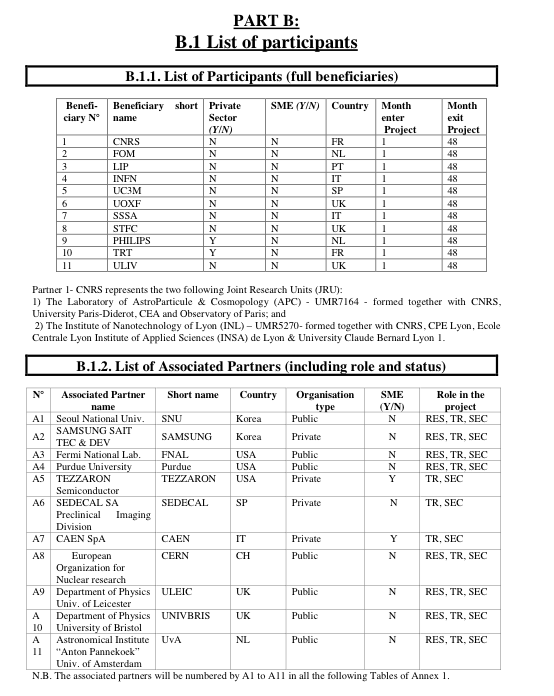 PART B:
B.1 List of participants
B.1.1. List of Participants (full beneficiaries)
Benefi-ciary N° Beneficiary short name Private Sector (Y/N) SME (Y/N) Country Month enter Project Month exit Project
1 CNRS N N FR 1 48
2 FOM N N NL 1 48
3 LIP N N PT 1 48
4 INFN N N IT 1 48
5 UC3M N N SP 1 48
6 UOXF N N UK 1 48
7 SSSA N N IT 1 48
8 STFC N N UK 1 48
9 PHILIPS Y N NL 1 48
10 TRT Y N FR 1 48
11 ULIV N N UK 1 48
Partner 1- CNRS represents the two following Joint Research Units (JRU):
1) The Laboratory of AstroParticule & Cosmopology (APC) - UMR7164 - formed together with CNRS,
University Paris-Diderot, CEA and Observatory of Paris; and
2) The Institute of Nanotechnology of Lyon (INL) – UMR5270- formed together with CNRS, CPE Lyon, Ecole
Centrale Lyon Institute of Applied Sciences (INSA) de Lyon & University Claude Bernard Lyon 1.
B.1.2. List of Associated Partners (including role and status)
N° Associated Partner name Short name Country Organisation type SME (Y/N) Role in the project
A1 Seoul National Univ. SNU Korea Public N RES, TR, SEC
A2 SAMSUNG SAIT TEC & DEV SAMSUNG Korea Private N RES, TR, SEC
A3 Fermi National Lab. FNAL USA Public N RES, TR, SEC
A4 Purdue University Purdue USA Public N RES, TR, SEC
A5 TEZZARON Semiconductor TEZZARON USA Private Y TR, SEC
A6 SEDECAL SA Preclinical Imaging Division SEDECAL SP Private N TR, SEC
A7 CAEN SpA CAEN IT Private Y TR, SEC
A8 European Organization for Nuclear research CERN CH Public N RES, TR, SEC
A9 Department of Physics Univ. of Leicester ULEIC UK Public N RES, TR, SEC
A 10 Department of Physics University of Bristol UNIVBRIS UK Public N RES, TR, SEC
A 11 Astronomical Institute “Anton Pannekoek” Univ. of Amsterdam UvA NL Public N RES, TR, SEC
N.B. The associated partners will be numbered by A1 to A11 in all the following Tables of Annex 1.